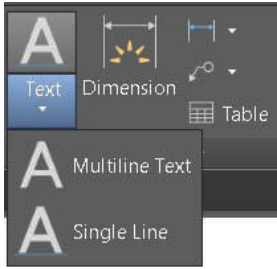 Text
Dimension
Table
Multiline Text
Single Line